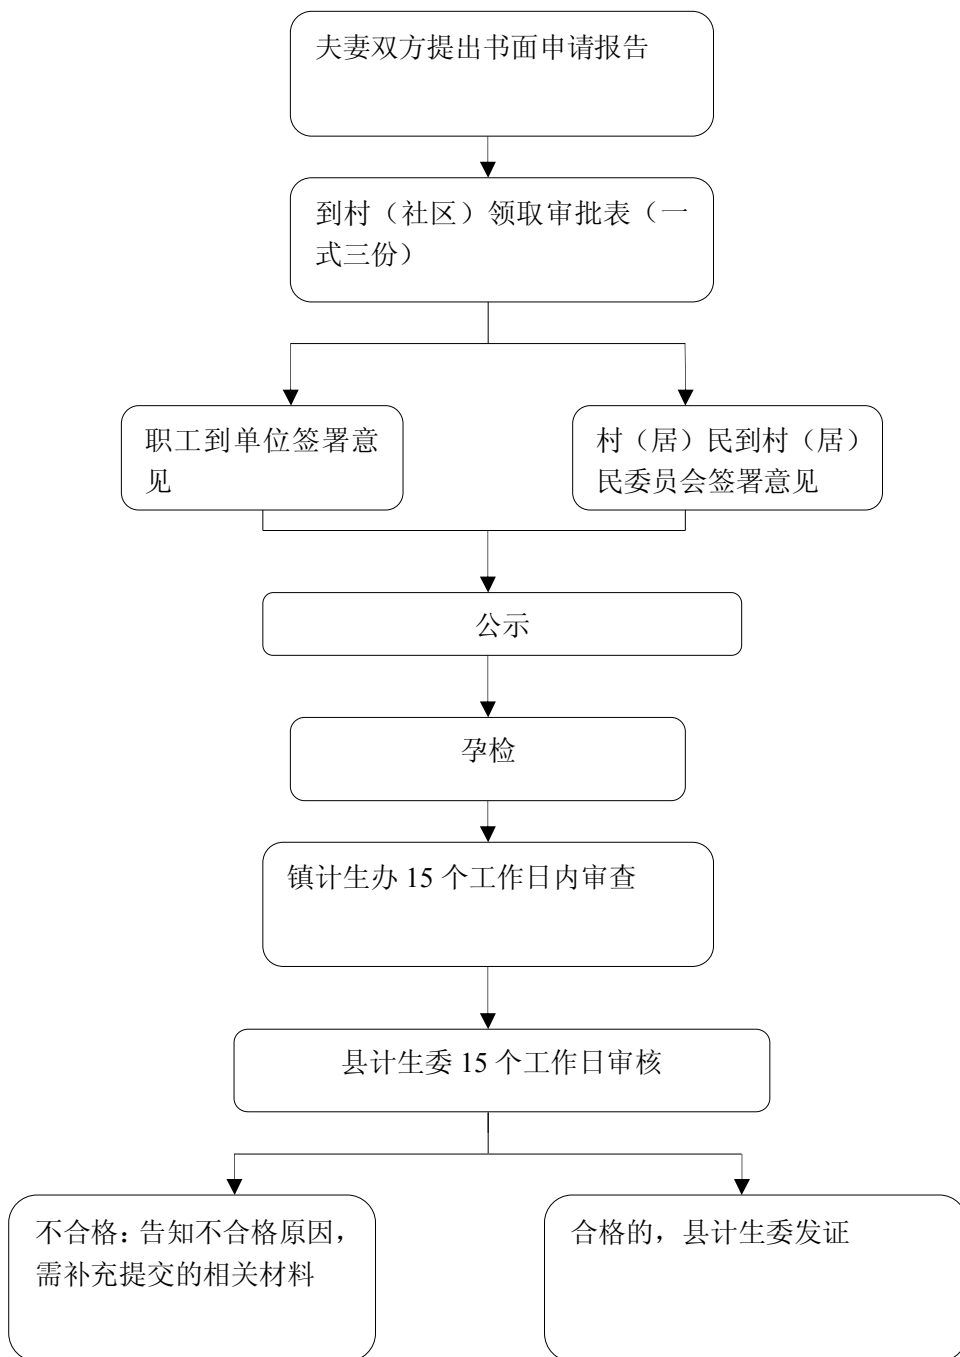 夫妻双方提出书面申请报告
到村（社区）领取审批表（一
式三份）
职工到单位签署意
见
村（居）民到村（居）
民委员会签署意见
公示
孕检
镇计生办 15 个工作日内审查
县计生委 15 个工作日审核
不合格：告知不合格原因，
需补充提交的相关材料
合格的，县计生委发证